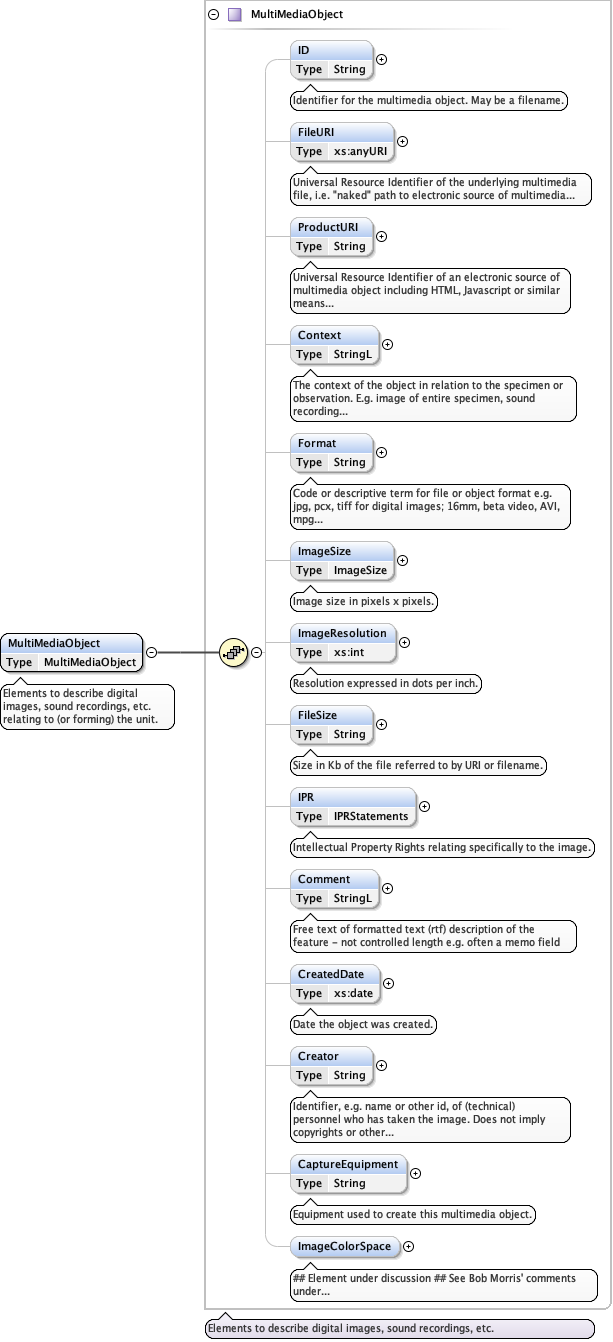 MultiMediaObject
ID
Type String
Identifier for the multimedia object. May be a filename.
FileURI
Type xs:anyURI
Universal Resource Identifier of the underlying multimedia
file, i.e. "naked" path to electronic source of multimedia...
ProductURI
Type String
Universal Resource Identifier of an electronic source of
multimedia object including HTML, Javascript or similar
means...
Context
Type StringL
The context of the object in relation to the specimen or
observation. E.g. image of entire specimen, sound
recording...
Format
Type String
Code or descriptive term for file or object format e.g.
jpg, pcx, tiff for digital images; 16mm, beta video, AVI,
mpg...
ImageSize
Type ImageSize
Image size in pixels x pixels.
MultiMediaObject
Type MultiMediaObject
Elements to describe digital
images, sound recordings, etc.
relating to (or forming) the unit.
ImageResolution
Type xs:int
Resolution expressed in dots per inch.
FileSize
Type String
Size in Kb of the file referred to by URI or filename.
IPR
Type IPRStatements
Intellectual Property Rights relating specifically to the image.
Comment
Type StringL
Free text of formatted text (rtf) description of the
feature - not controlled length e.g. often a memo field
CreatedDate
Type xs:date
Date the object was created.
Creator
Type String
Identifier, e.g. name or other id, of (technical)
personnel who has taken the image. Does not imply
copyrights or other...
CaptureEquipment
Type String
Equipment used to create this multimedia object.
ImageColorSpace
## Element under discussion ## See Bob Morris' comments
under...
Elements to describe digital images, sound recordings, etc.